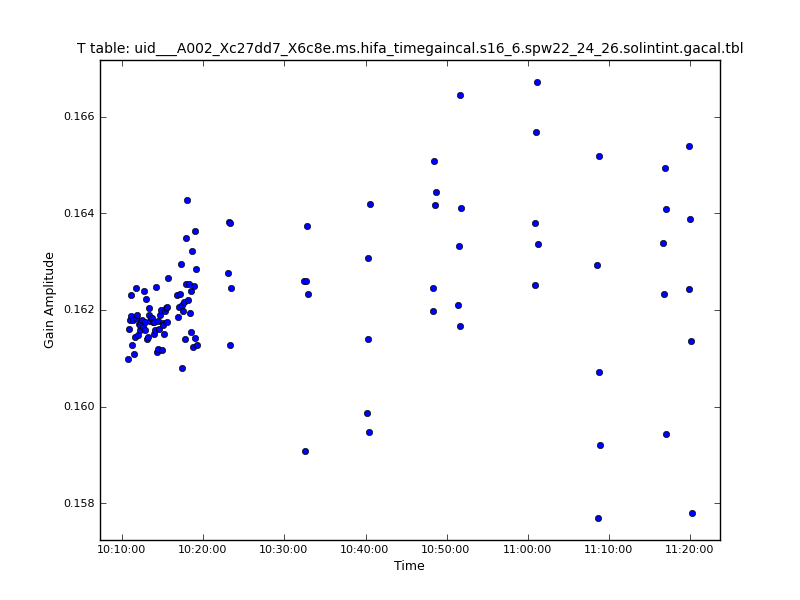 T table: uid___A002_Xc27dd7_X6c8e.ms.hifa_timegaincal.s16_6.spw22_24_26.solintint.gacal.tbl
Gain Amplitude
0.166
0.164
0.162
0.160
0.158
10:10:00 10:20:00 10:30:00 10:40:00 10:50:00 11:00:00 11:10:00 11:20:00
Time